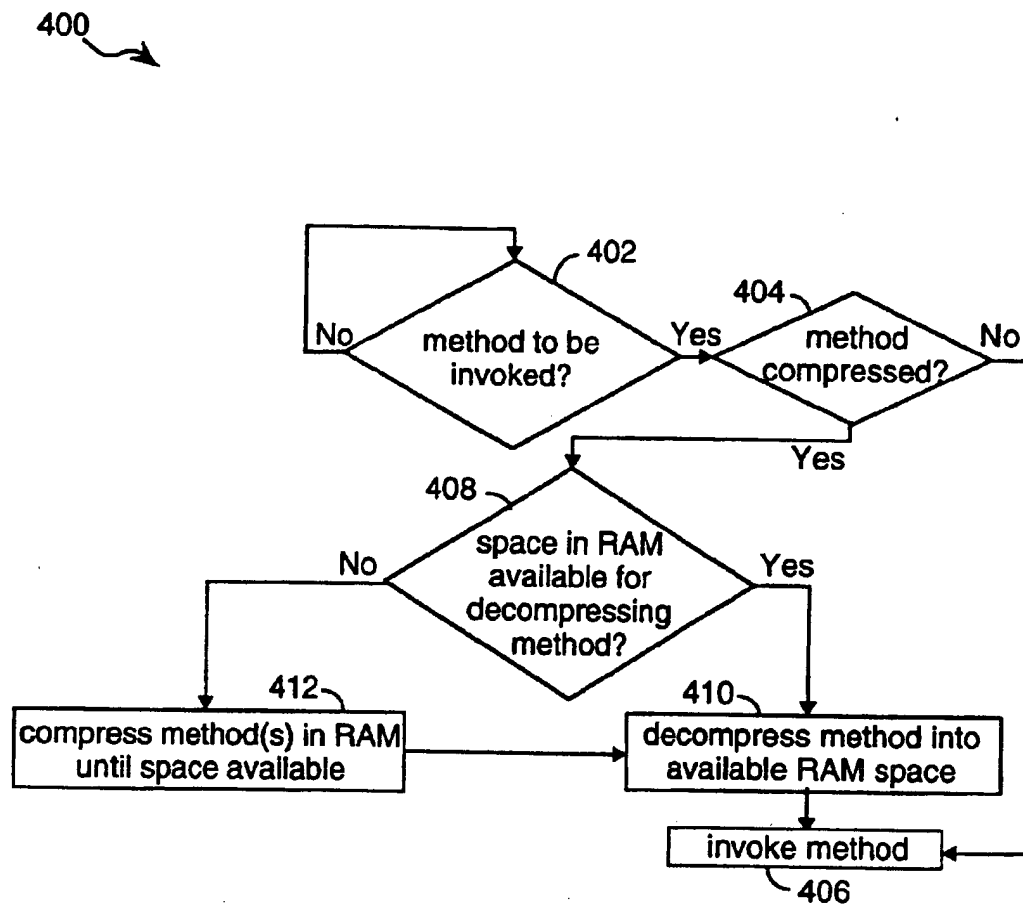 400
402
404
No
method to be
invoked?
Yes
method
compressed?
No
Yes
408
No
space in RAM
available for
decompressing
method?
Yes
412
compress method(s) in RAM
until space available
410
decompress method into
available RAM space
invoke method
406